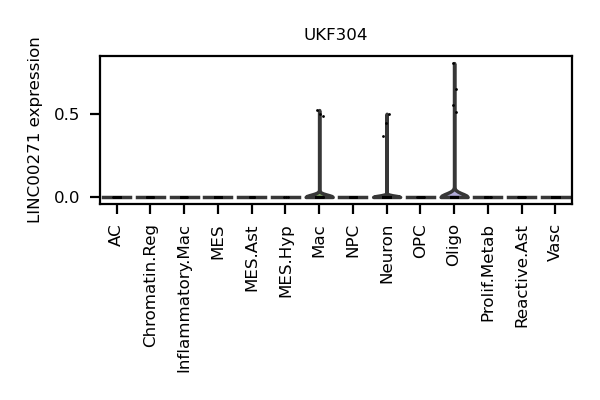 UKF304
LINC00271 expression
0.5
0.0
AC
Chromatin.Reg
Inflammatory.Mac
MES
MES.Ast
MES.Hyp
Mac
NPC
Neuron
OPC
Oligo
Prolif.Metab
Reactive.Ast
Vasc